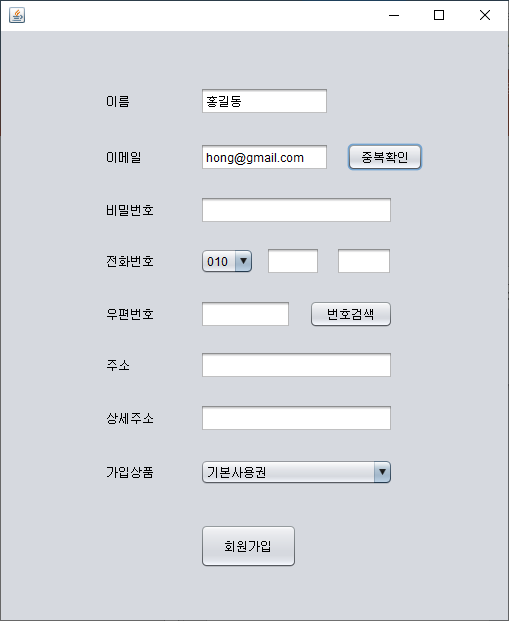 이름 홍길동
이메일 hong@gmail.com 중복확인
비밀번호
전화번호 010
우편번호 번호검색
주소
상세주소
가입상품 기본사용권
회원가입